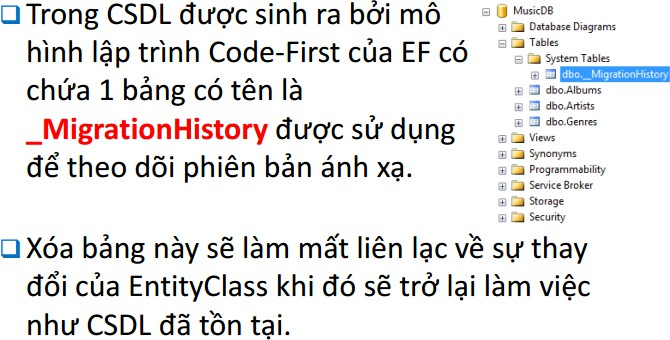 Trong CSDL được sinh ra bởi mô
hình lập trình Code-First của EF có
chứa 1 bảng có tên là
_MigrationHistory được sử dụng
để theo dõi phiên bản ánh xạ.
MusicDB
Database Diagrams
Tables
System Tables
dbo.__MigrationHistory
dbo.Albums
dbo.Artists
dbo.Genres
Views
Synonyms
Programmability
Service Broker
Storage
Security
Xóa bảng này sẽ làm mất liên lạc về sự thay
đổi của EntityClass khi đó sẽ trở lại làm việc
như CSDL đã tồn tại.